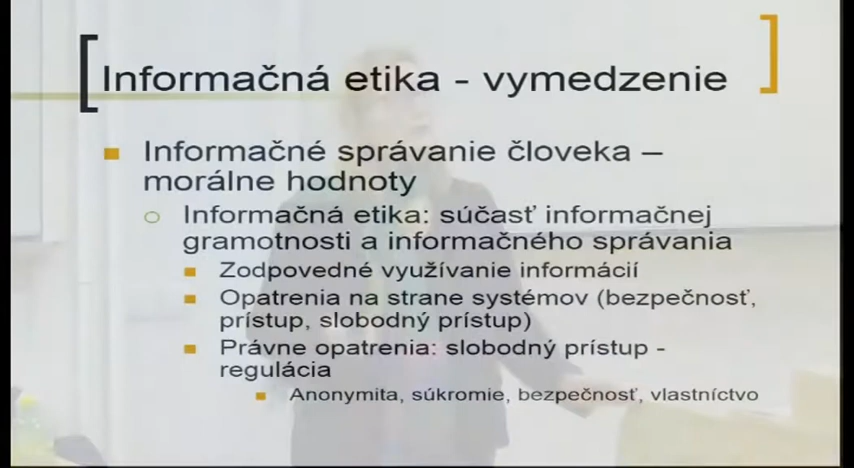 Informačná etika - vymedzenie
Informačné správanie človeka –
morálne hodnoty
Informačná etika: súčasť informačnej
gramotnosti a informačného správania
Zodpovedné využívanie informácií
Opatrenia na strane systémov (bezpečnosť,
prístup, slobodný prístup)
Právne opatrenia: slobodný prístup -
regulácia
Anonymita, súkromie, bezpečnosť, vlastníctvo